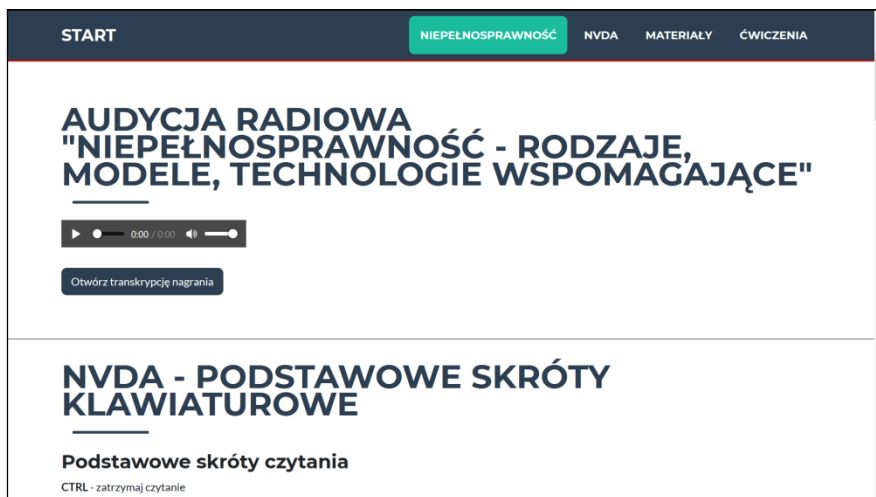 START NIEPEŁNOSPRAWNOŚĆ NVDA MATERIAŁY ĆWICZENIA
AUDYCJA RADIOWA
"NIEPEŁNOSPRAWNOŚĆ - RODZAJE,
MODELE, TECHNOLOGIE WSPOMAGAJĄCE"
0:00 / 0:00
Otwórz transkrypcję nagrania
NVDA - PODSTAWOWE SKRÓTY
KLAWIATUROWE
Podstawowe skróty czytania
CTRL - zatrzymaj czytanie